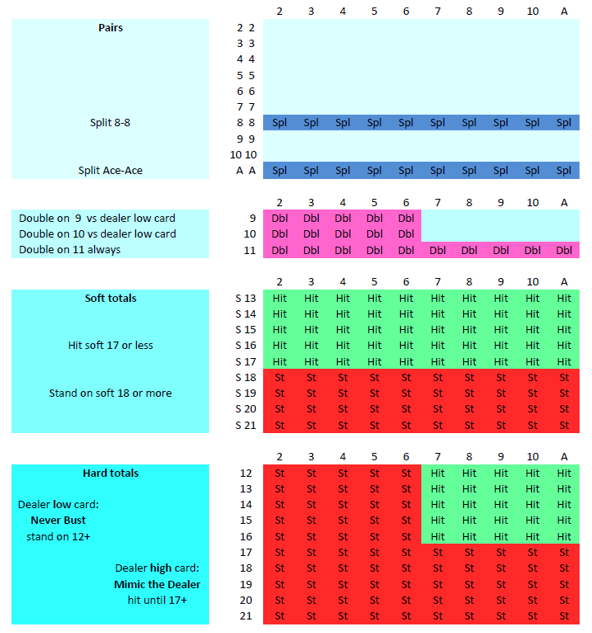 2 3 4 5 6 7 8 9 10 A
Pairs 2 2
3 3
4 4
5 5
6 6
7 7
Split 8-8 8 8 Spl Spl Spl Spl Spl Spl Spl Spl Spl Spl
9 9
10 10
Split Ace-Ace A A Spl Spl Spl Spl Spl Spl Spl Spl Spl Spl
2 3 4 5 6 7 8 9 10 A
Double on 9 vs dealer low card 9 Dbl Dbl Dbl Dbl Dbl
Double on 10 vs dealer low card 10 Dbl Dbl Dbl Dbl Dbl
Double on 11 always 11 Dbl Dbl Dbl Dbl Dbl Dbl Dbl Dbl Dbl Dbl
2 3 4 5 6 7 8 9 10 A
Soft totals S 13 Hit Hit Hit Hit Hit Hit Hit Hit Hit Hit
S 14 Hit Hit Hit Hit Hit Hit Hit Hit Hit Hit
S 15 Hit Hit Hit Hit Hit Hit Hit Hit Hit Hit
Hit soft 17 or less S 16 Hit Hit Hit Hit Hit Hit Hit Hit Hit Hit
S 17 Hit Hit Hit Hit Hit Hit Hit Hit Hit Hit
S 18 St St St St St St St St St St
Stand on soft 18 or more S 19 St St St St St St St St St St
S 20 St St St St St St St St St St
S 21 St St St St St St St St St St
2 3 4 5 6 7 8 9 10 A
Hard totals 12 St St St St St Hit Hit Hit Hit Hit
13 St St St St St Hit Hit Hit Hit Hit
Dealer low card: 14 St St St St St Hit Hit Hit Hit Hit
Never Bust 15 St St St St St Hit Hit Hit Hit Hit
stand on 12+ 16 St St St St St Hit Hit Hit Hit Hit
17 St St St St St St St St St St
Dealer high card: 18 St St St St St St St St St St
Mimic the Dealer 19 St St St St St St St St St St
hit until 17+ 20 St St St St St St St St St St
21 St St St St St St St St St St